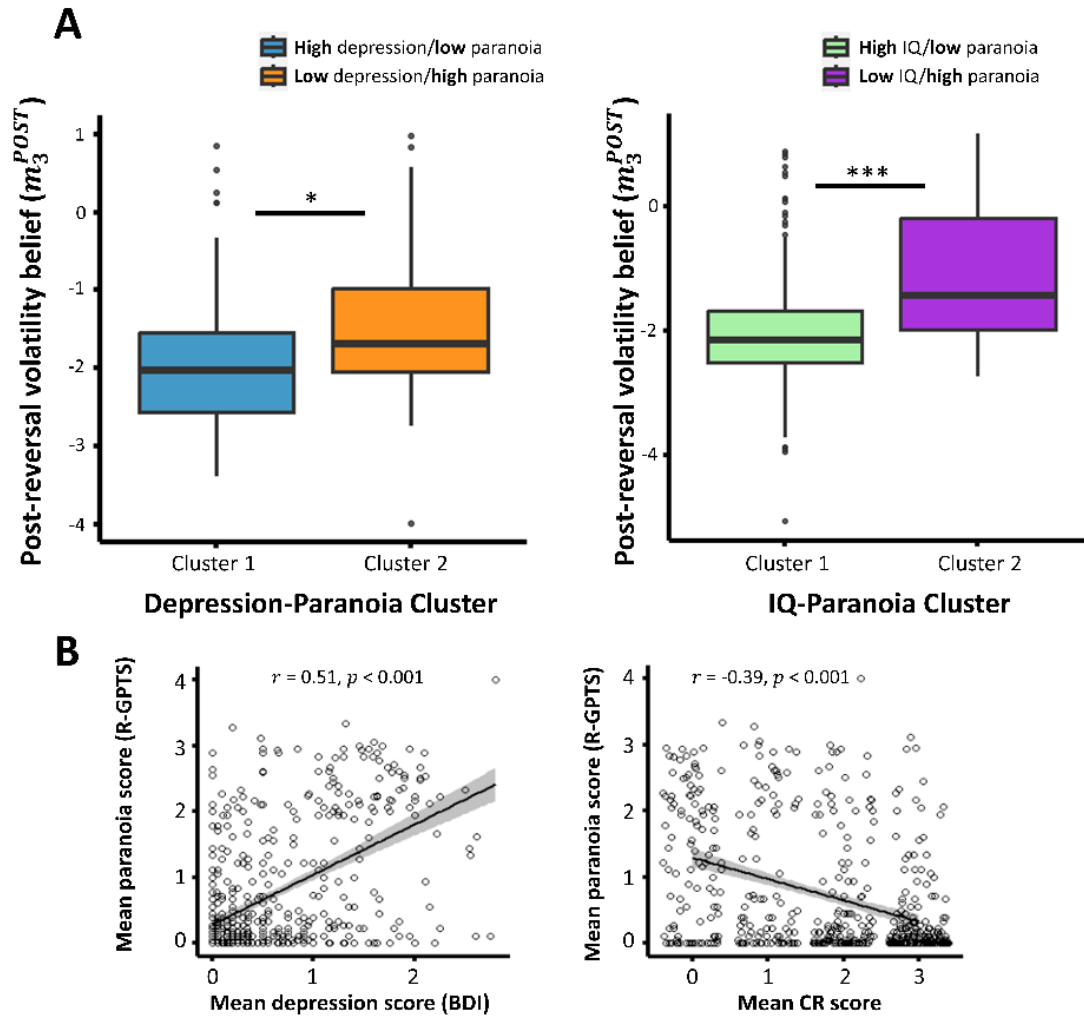 A
High depression/low paranoia
Low depression/high paranoia
Post-reversal volatility belief (m₃ᴾᴼˢᵀ)
1
0
-1
-2
-3
-4
*
Cluster 1
Cluster 2
Depression-Paranoia Cluster
High IQ/low paranoia
Low IQ/high paranoia
Post-reversal volatility belief (m₃ᴾᴼˢᵀ)
0
-2
-4
***
Cluster 1
Cluster 2
IQ-Paranoia Cluster
B
Mean paranoia score (R-GPTS)
4
3
2
1
0
r = 0.51, p < 0.001
0
1
2
Mean depression score (BDI)
Mean paranoia score (R-GPTS)
4
3
2
1
0
r = -0.39, p < 0.001
0
1
2
3
Mean CR score